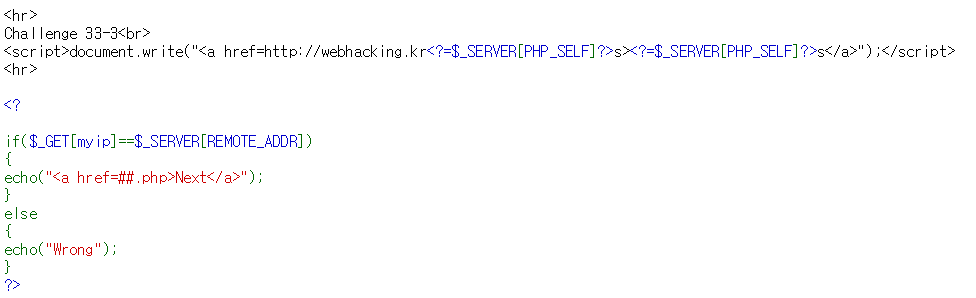 <hr>
Challenge 33-3<br>
<script>document.write("<a href=http://webhacking.kr<?=$_SERVER[PHP_SELF]?>s><?=$_SERVER[PHP_SELF]?>s</a>");</script>
<hr>
<?
if($_GET[myip]==$_SERVER[REMOTE_ADDR])
{
echo("<a href=##.php>Next</a>");
}
else
{
echo("Wrong");
}
?>